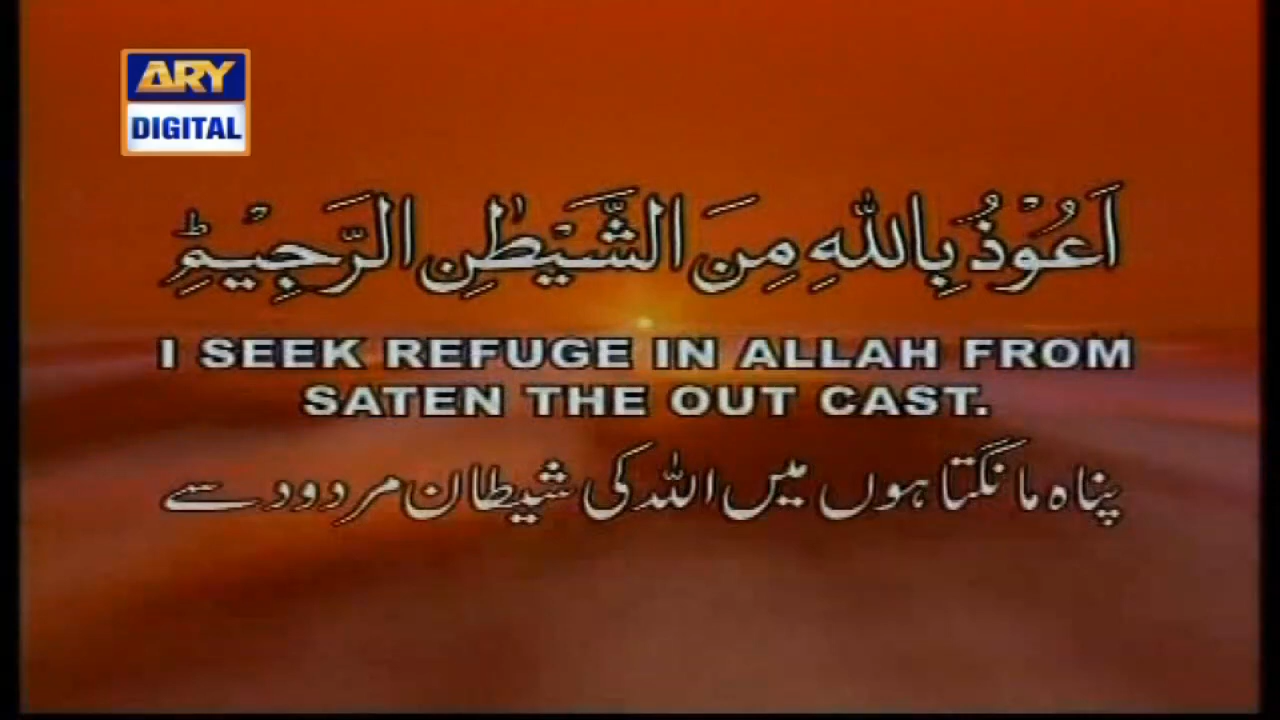 ARY
DIGITAL
اَعُوْذُ بِاللهِ مِنَ الشَّيْطٰنِ الرَّجِيْمِؕ
I SEEK REFUGE IN ALLAH FROM
SATEN THE OUT CAST.
پناہ مانگتا ہوں میں اللہ کی شیطان مردود سے